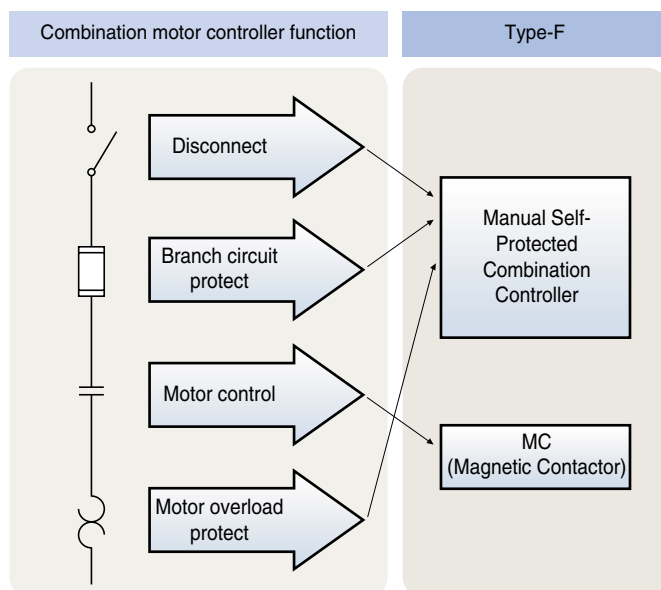 Combination motor controller function
Type-F
Disconnect
Branch circuit
protect
Motor control
Motor overload
protect
Manual Self-
Protected
Combination
Controller
MC
(Magnetic Contactor)